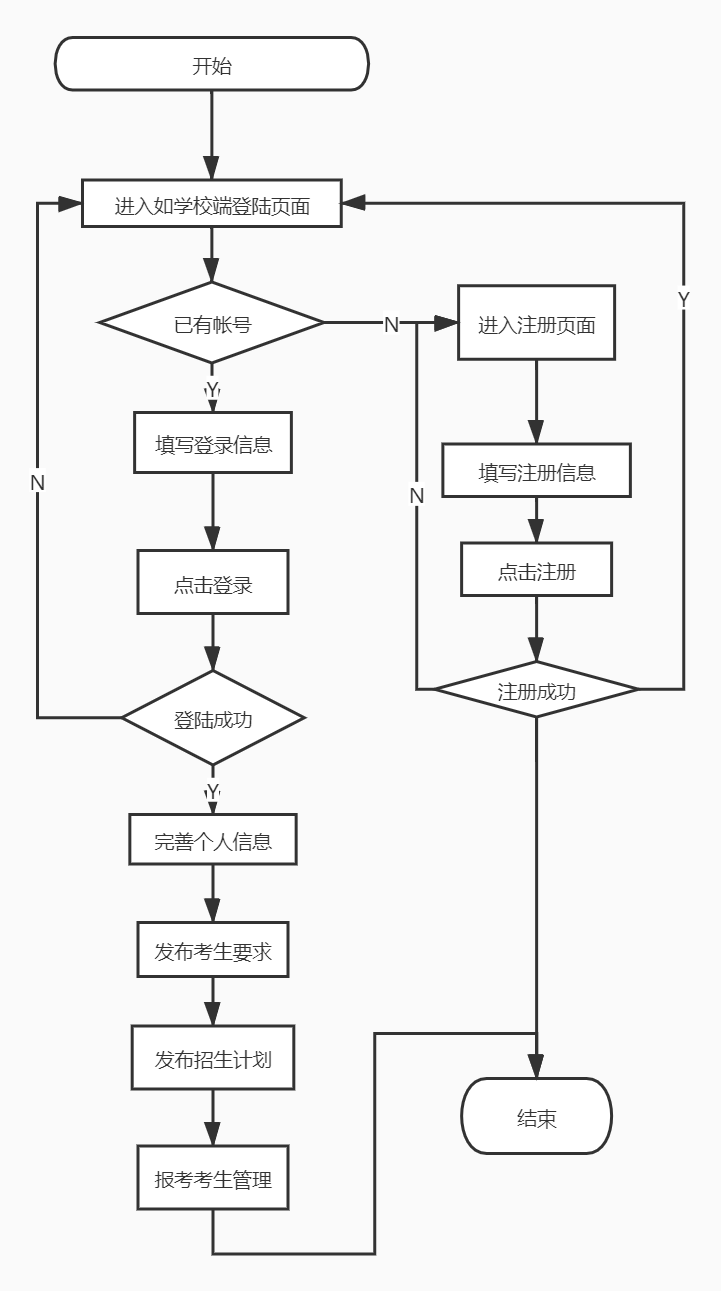 开始
进入如学校端登陆页面
已有帐号
N
进入注册页面
Y
Y
填写登录信息
填写注册信息
N
N
点击登录
点击注册
注册成功
登陆成功
Y
完善个人信息
发布考生要求
发布招生计划
结束
报考考生管理